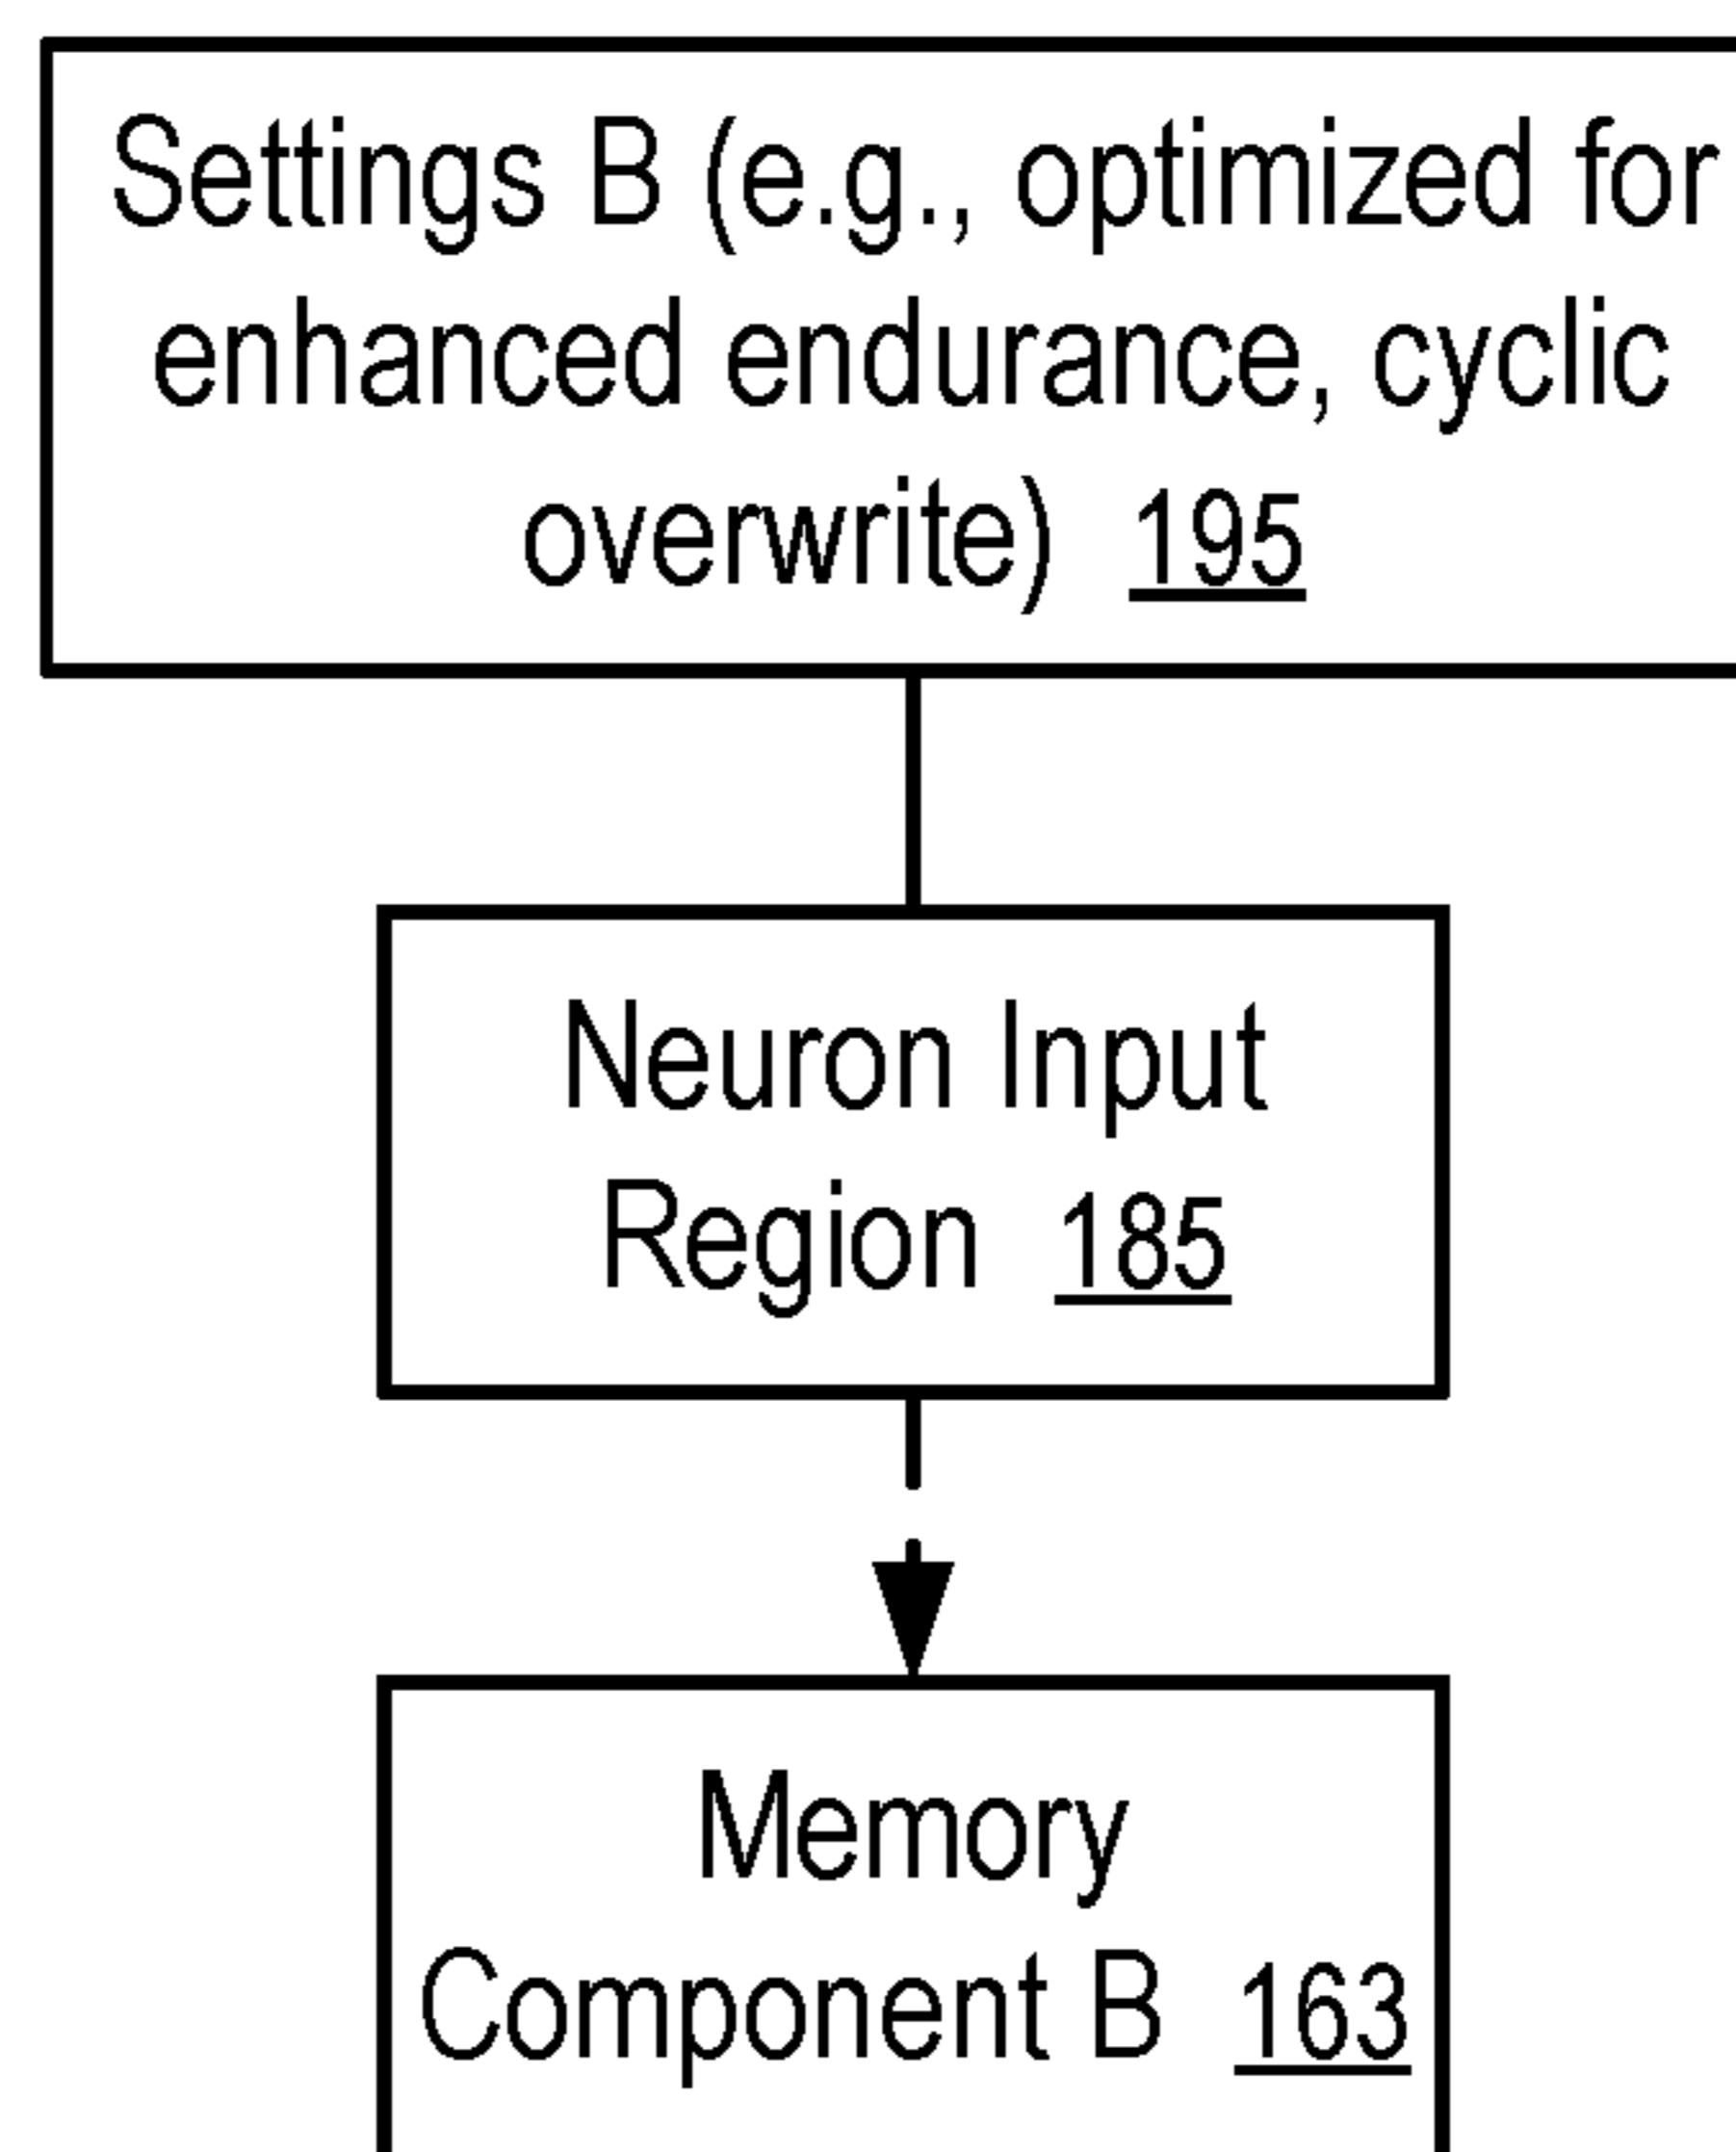 Settings B (e.g., optimized for
enhanced endurance, cyclic
overwrite) 195
Neuron Input
Region 185
Memory
Component B 163